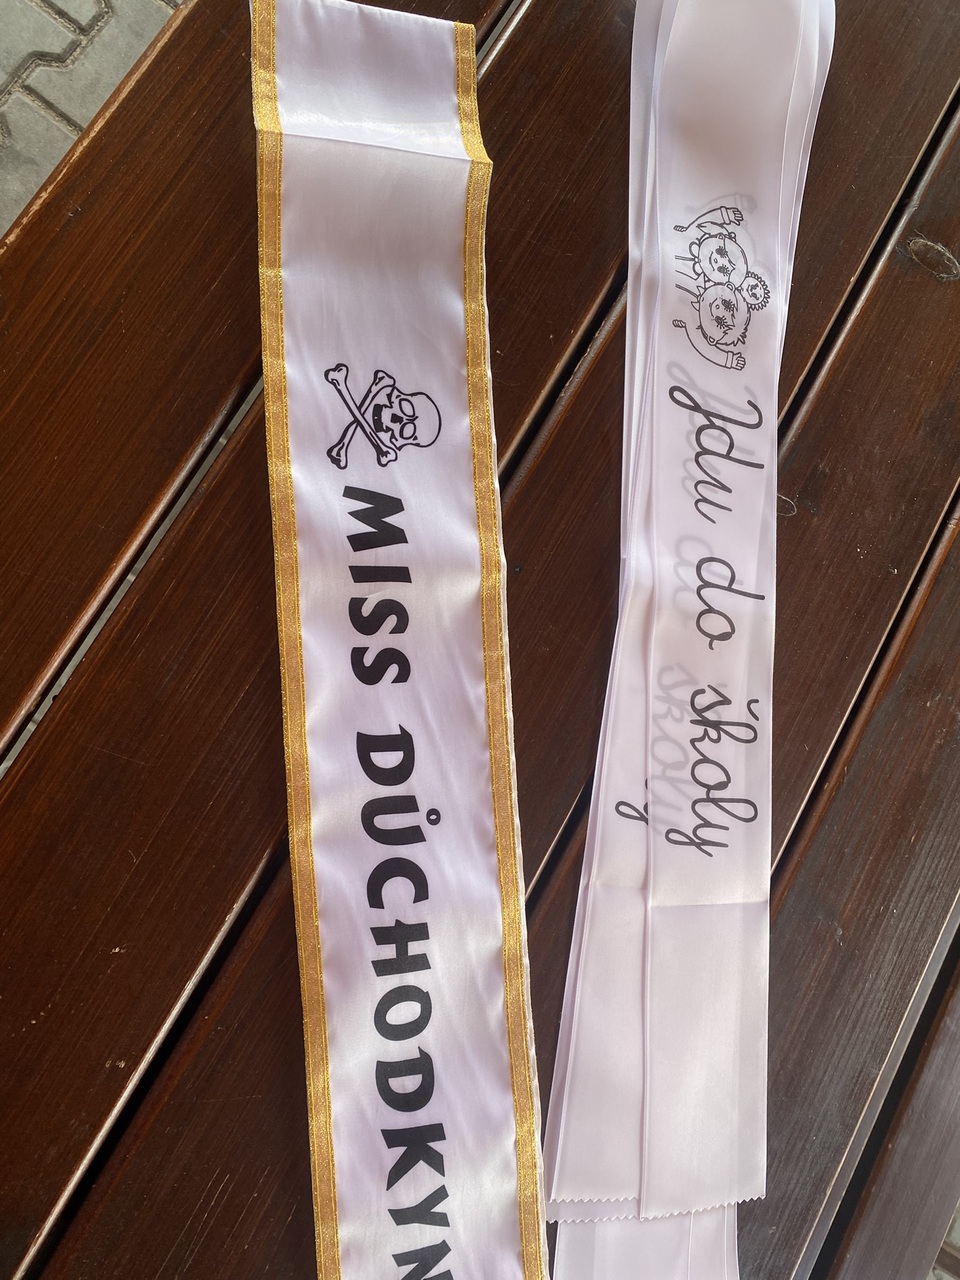 MISS DŮCHODKYN
Jdu do školy